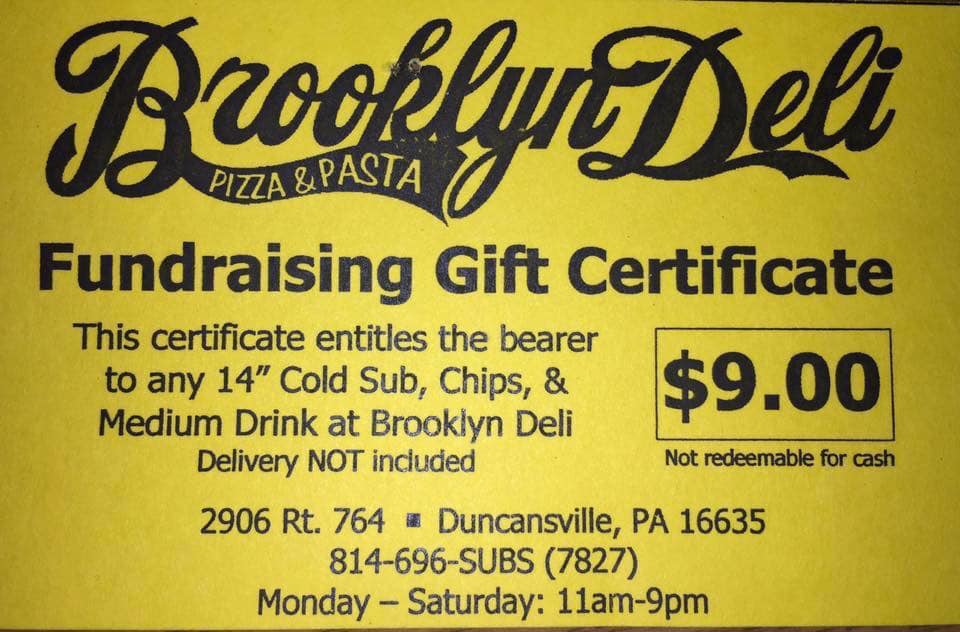 Brooklyn Deli
PIZZA & PASTA
Fundraising Gift Certificate
This certificate entitles the bearer
to any 14” Cold Sub, Chips, &
Medium Drink at Brooklyn Deli
Delivery NOT included
$9.00
Not redeemable for cash
2906 Rt. 764 ▪ Duncansville, PA 16635
814-696-SUBS (7827)
Monday – Saturday: 11am-9pm